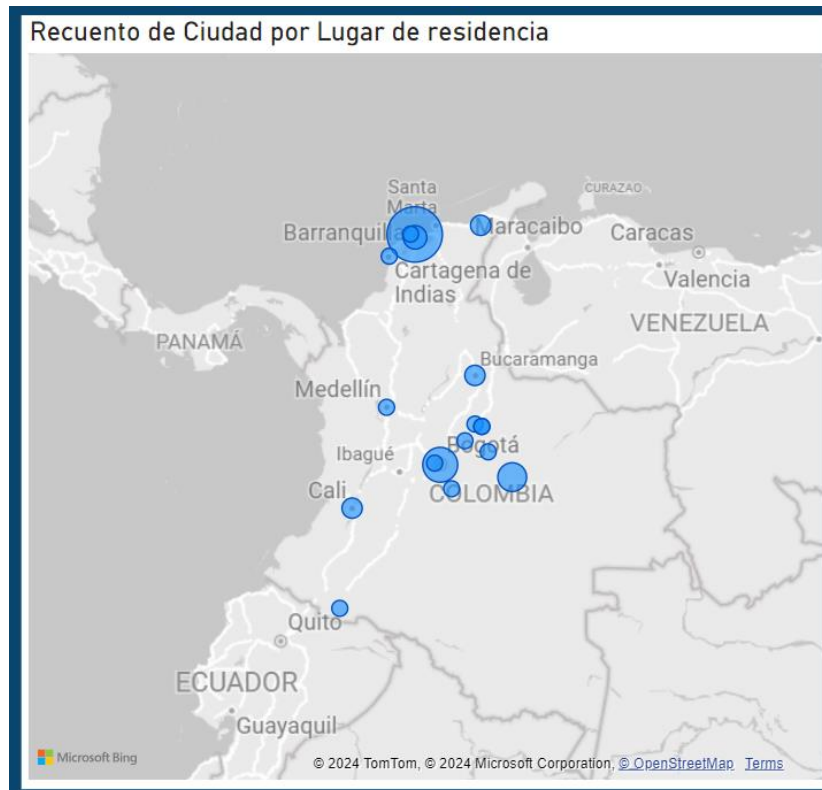 Recuento de Ciudad por Lugar de residencia
Santa
Marta
CURAZAO
Barranquilla
Maracaibo
Caracas
Cartagena de
Indias
Valencia
PANAMÁ
VENEZUELA
Bucaramanga
Medellín
Bogotá
Ibagué
Cali
COLOMBIA
Quito
ECUADOR
Guayaquil
Microsoft Bing
© 2024 TomTom, © 2024 Microsoft Corporation, © OpenStreetMap Terms